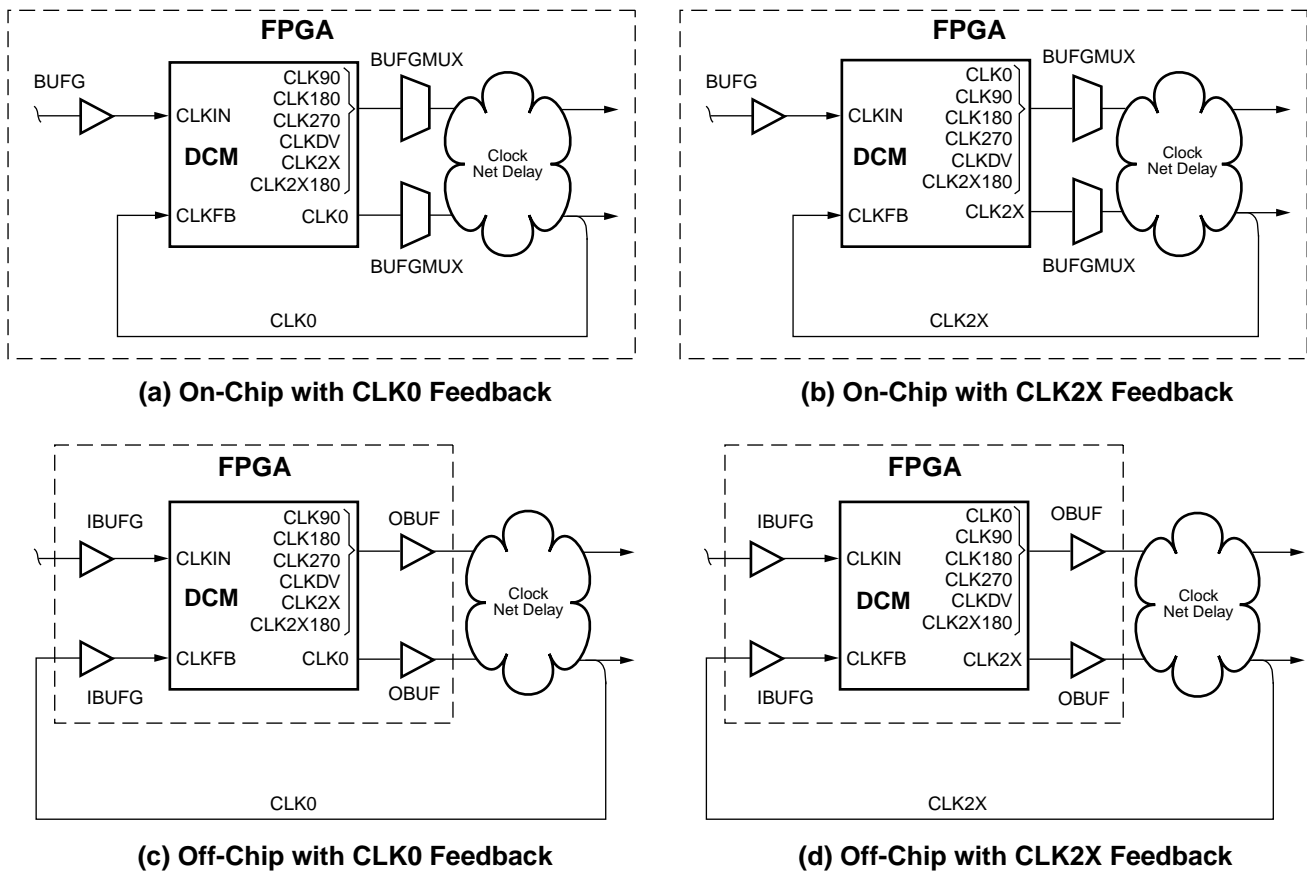 FPGA
BUFG
BUFGMUX
CLK90
CLK180
CLK270
CLKDV
CLK2X
CLK2X180
CLKIN
DCM
CLKFB
CLK0
Clock
Net Delay
BUFGMUX
CLK0
(a) On-Chip with CLK0 Feedback
FPGA
BUFG
BUFGMUX
CLK0
CLK90
CLK180
CLK270
CLKDV
CLK2X180
CLKIN
DCM
CLKFB
CLK2X
Clock
Net Delay
BUFGMUX
CLK2X
(b) On-Chip with CLK2X Feedback
FPGA
IBUFG
OBUF
CLK90
CLK180
CLK270
CLKDV
CLK2X
CLK2X180
CLKIN
DCM
CLKFB
CLK0
Clock
Net Delay
IBUFG
OBUF
CLK0
(c) Off-Chip with CLK0 Feedback
FPGA
IBUFG
OBUF
CLK0
CLK90
CLK180
CLK270
CLKDV
CLK2X180
CLKIN
DCM
CLKFB
CLK2X
Clock
Net Delay
IBUFG
OBUF
CLK2X
(d) Off-Chip with CLK2X Feedback